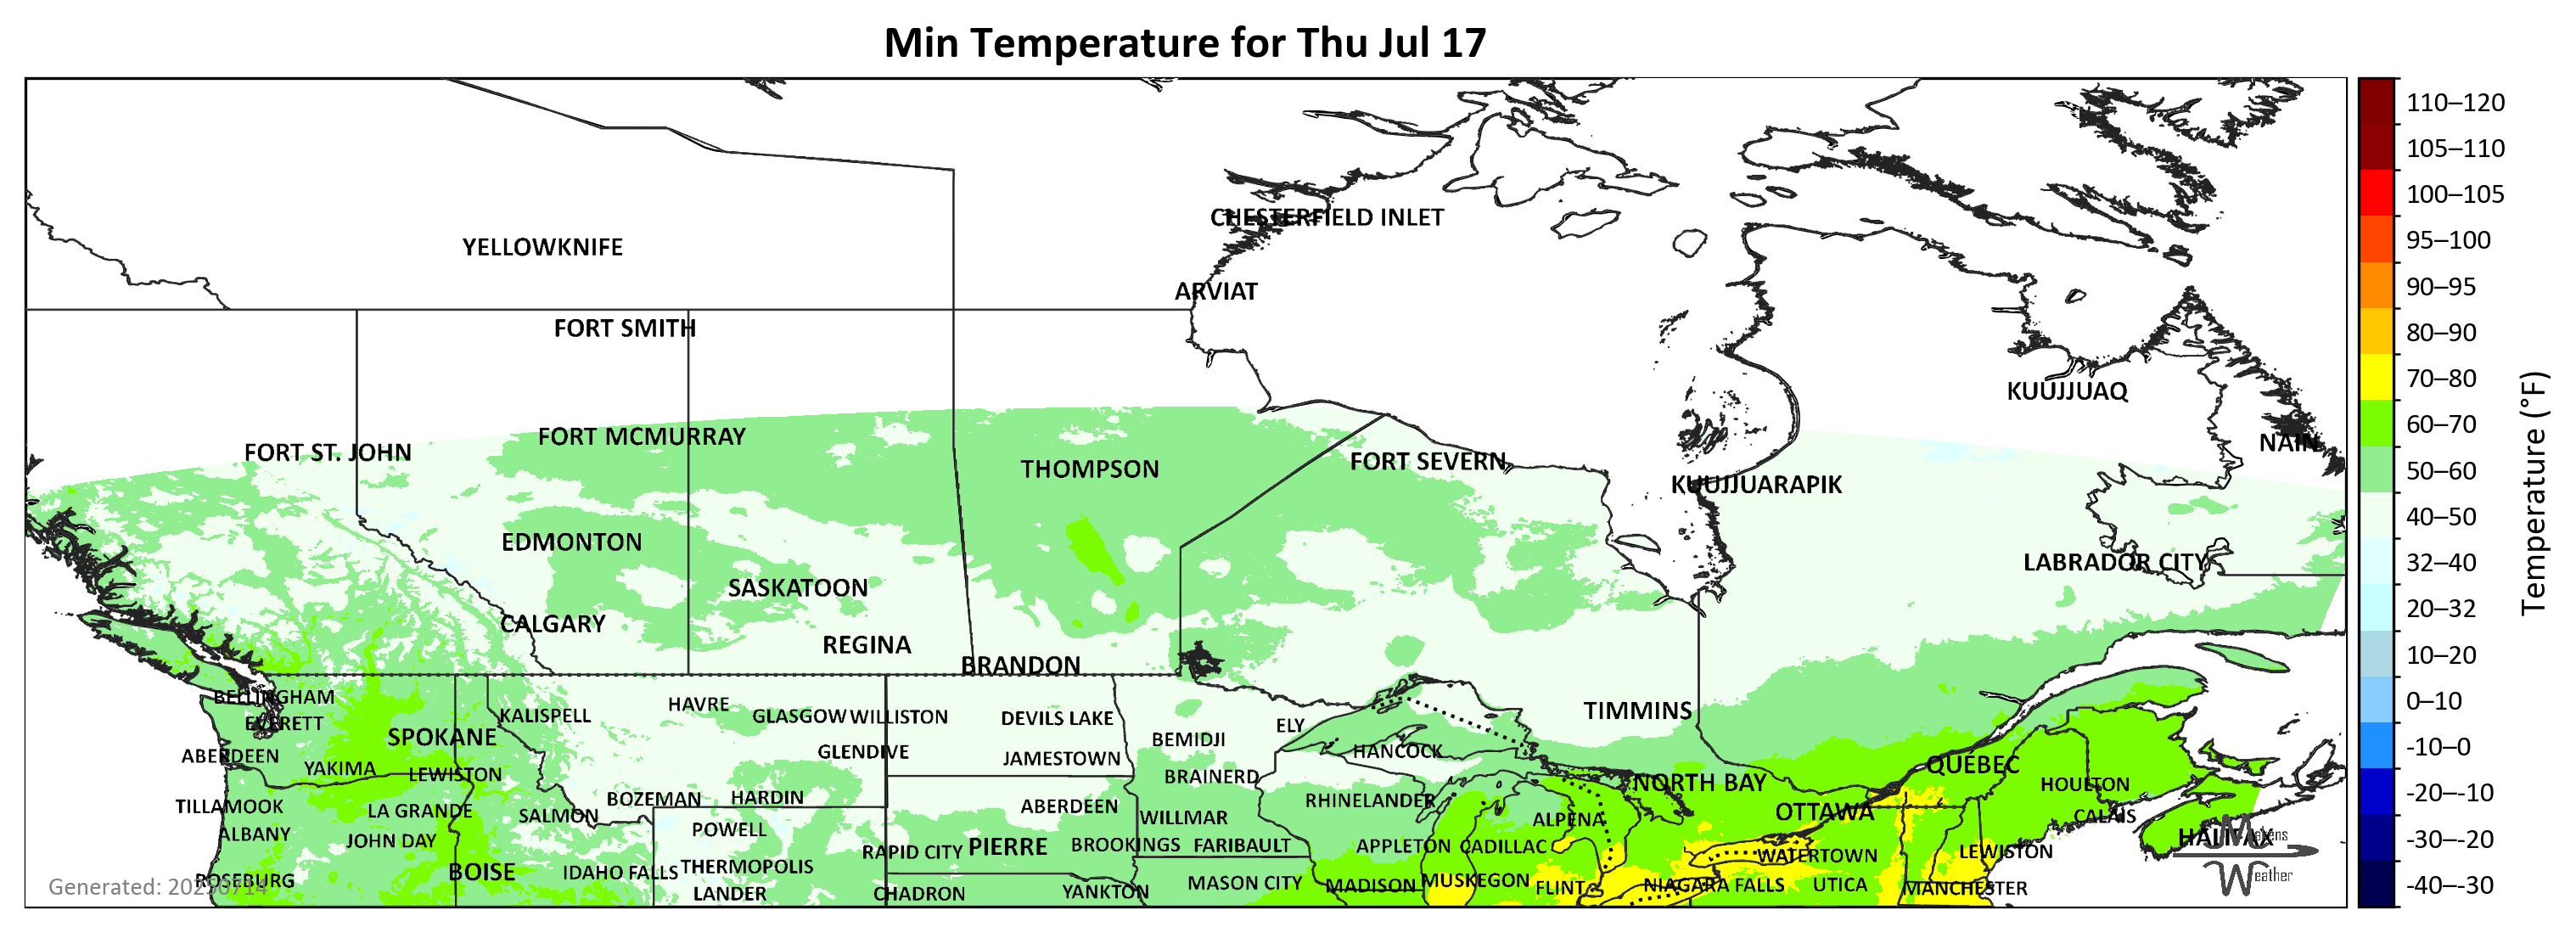 Min Temperature for Thu Jul 17
CHESTERFIELD INLET
YELLOWKNIFE
ARVIAT
FORT SMITH
KUUJJUAQ
FORT MCMURRAY
NAIN
FORT ST. JOHN
FORT SEVERN
THOMPSON
KUUJJUARAPIK
EDMONTON
LABRADOR CITY
SASKATOON
CALGARY
REGINA
BRANDON
BELLINGHAM
HAVRE
TIMMINS
KALISPELL
GLASGOW
WILLISTON
DEVILS LAKE
EVERETT
ELY
SPOKANE
BEMIDJI
GLENDIVE
HANCOCK
ABERDEEN
JAMESTOWN
QUÉBEC
YAKIMA
LEWISTON
BRAINERD
NORTH BAY
HOULTON
BOZEMAN
HARDIN
RHINELANDER
TILLAMOOK
ABERDEEN
LA GRANDE
OTTAWA
SALMON
CALAIS
WILLMAR
ALPENA
POWELL
ALBANY
HALIFAX
JOHN DAY
BROOKINGS
FARIBAULT
APPLETON
CADILLAC
PIERRE
RAPID CITY
LEWISTON
WATERTOWN
THERMOPOLIS
BOISE
IDAHO FALLS
ROSEBURG
MUSKEGON
MASON CITY
MADISON
NIAGARA FALLS
UTICA
FLINT
MANCHESTER
LANDER
CHADRON
YANKTON
Generated: 20250714
Makens
Weather
110–120
105–110
100–105
95–100
90–95
80–90
70–80
60–70
50–60
40–50
32–40
20–32
10–20
0–10
-10–0
-20–-10
-30–-20
-40–-30
Temperature (°F)